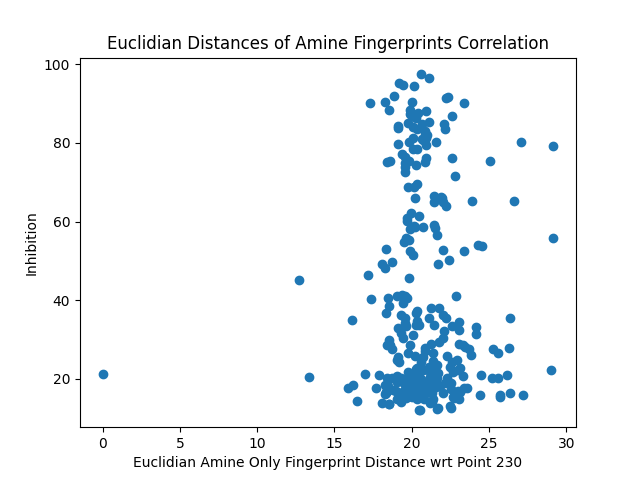 Euclidian Distances of Amine Fingerprints Correlation
100
80
60
40
20
Inhibition
0 5 10 15 20 25 30
Euclidian Amine Only Fingerprint Distance wrt Point 230